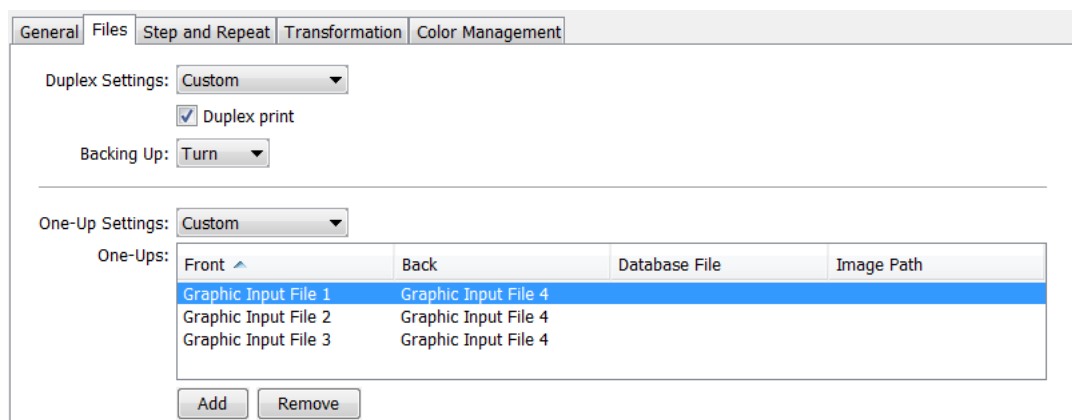 General Files Step and Repeat Transformation Color Management
Duplex Settings: Custom
Duplex print
Backing Up: Turn
One-Up Settings: Custom
One-Ups: Front Back Database File Image Path
Graphic Input File 1 Graphic Input File 4
Graphic Input File 2 Graphic Input File 4
Graphic Input File 3 Graphic Input File 4
Add Remove